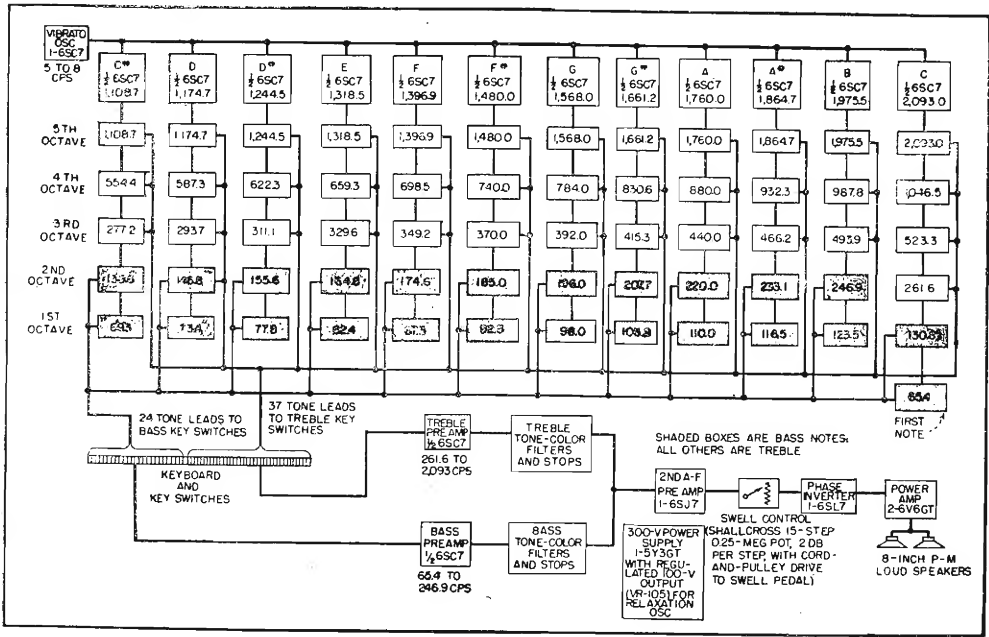 VIBRATO
OSC
1-6SC7
5 TO 8
CPS
C#
½ 6SC7
1,108.7
D
½ 6SC7
1,174.7
D#
½ 6SC7
1,244.5
E
½ 6SC7
1,318.5
F
½ 6SC7
1,396.9
F#
½ 6SC7
1,480.0
G
½ 6SC7
1,568.0
G#
½ 6SC7
1,661.2
A
½ 6SC7
1,760.0
A#
½ 6SC7
1,864.7
B
½ 6SC7
1,975.5
C
½ 6SC7
2,093.0
5TH
OCTAVE
1,108.7 1,174.7 1,244.5 1,318.5 1,396.9 1,480.0 1,568.0 1,661.2 1,760.0 1,864.7 1,975.5 2,093.0
4TH
OCTAVE
554.4 587.3 622.3 659.3 698.5 740.0 784.0 830.6 880.0 932.3 987.8 1,046.5
3RD
OCTAVE
277.2 293.7 311.1 329.6 349.2 370.0 392.0 415.3 440.0 466.2 493.9 523.3
2ND
OCTAVE
155.6 174.6 185.0 196.0 207.7 220.0 233.1 246.9 261.6
1ST
OCTAVE
77.8 82.4 98.0 103.8 110.0 116.5 123.5 130.8
65.4
FIRST
NOTE
24 TONE LEADS TO
BASS KEY SWITCHES
37 TONE LEADS
TO TREBLE KEY
SWITCHES
KEYBOARD
AND
KEY SWITCHES
TREBLE
PREAMP
½ 6SC7
261.6 TO
2,093 CPS
TREBLE
TONE-COLOR
FILTERS
AND STOPS
BASS
PREAMP
½ 6SC7
65.4 TO
246.9 CPS
BASS
TONE-COLOR
FILTERS
AND STOPS
SHADED BOXES ARE BASS NOTES;
ALL OTHERS ARE TREBLE
2ND A-F
PRE AMP
1-6SJ7
SWELL CONTROL
(SHALLCROSS 15-STEP
0.25-MEG POT, 2 DB
PER STEP, WITH CORD-
AND-PULLEY DRIVE
TO SWELL PEDAL)
PHASE
INVERTER
1-6SL7
POWER
AMP
2-6V6GT
8-INCH P-M
LOUD SPEAKERS
300-V POWER
SUPPLY
1-5Y3GT
WITH REGU-
LATED 100-V
OUTPUT
(VR-105) FOR
RELAXATION
OSC